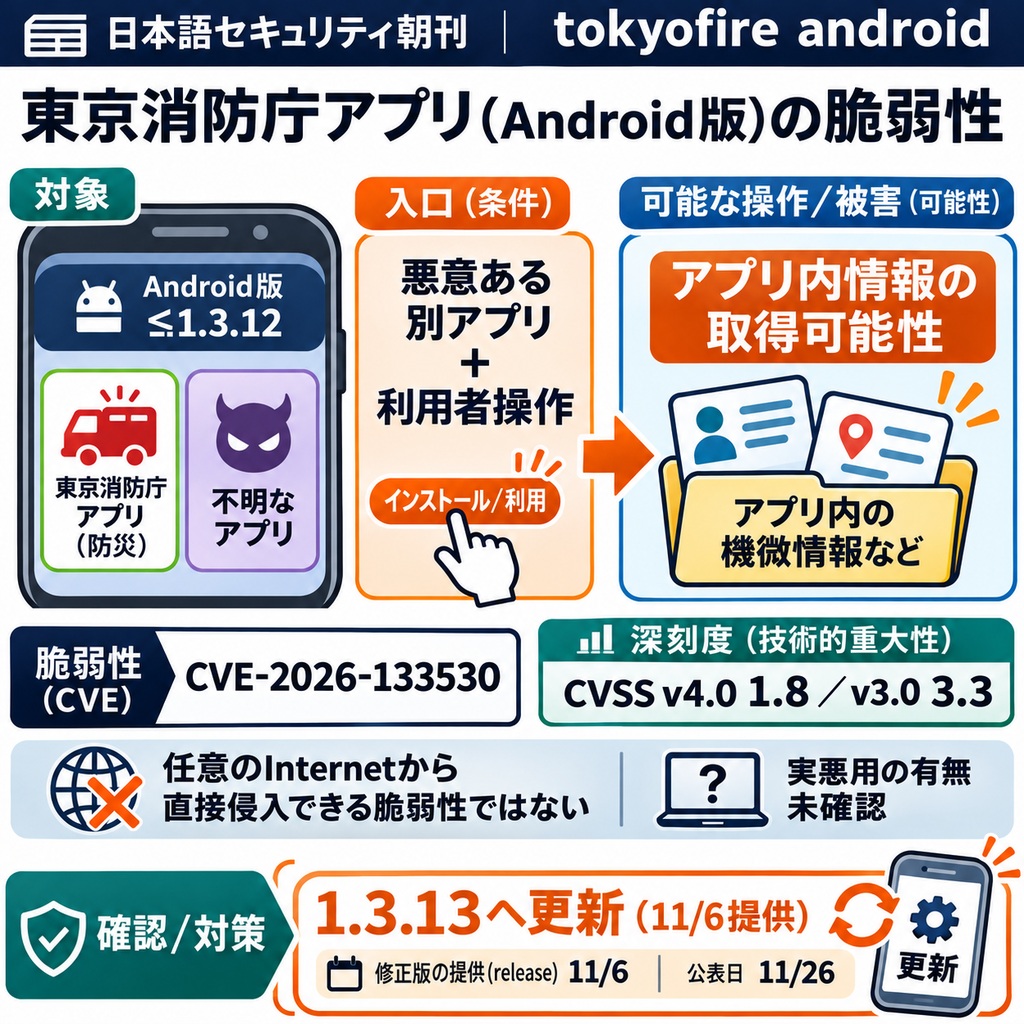 日本語セキュリティ朝刊
tokyofire android
東京消防庁アプリ(Android版)の脆弱性
対象
Android版
≤1.3.12
東京消防庁
アプリ
(防災)
不明な
アプリ
入口(条件)
悪意ある
別アプリ
+
利用者操作
インストール/利用
可能な操作/被害(可能性)
アプリ内情報の
取得可能性
アプリ内の
機微情報など
脆弱性
(CVE)
CVE-2026-133530
深刻度(技術的重大性)
CVSS v4.0 1.8/v3.0 3.3
任意のInternetから
直接侵入できる脆弱性ではない
?
実悪用の有無
未確認
確認/対策
1.3.13へ更新(11/6提供)
修正版の提供(release) 11/6
公表日 11/26
更新